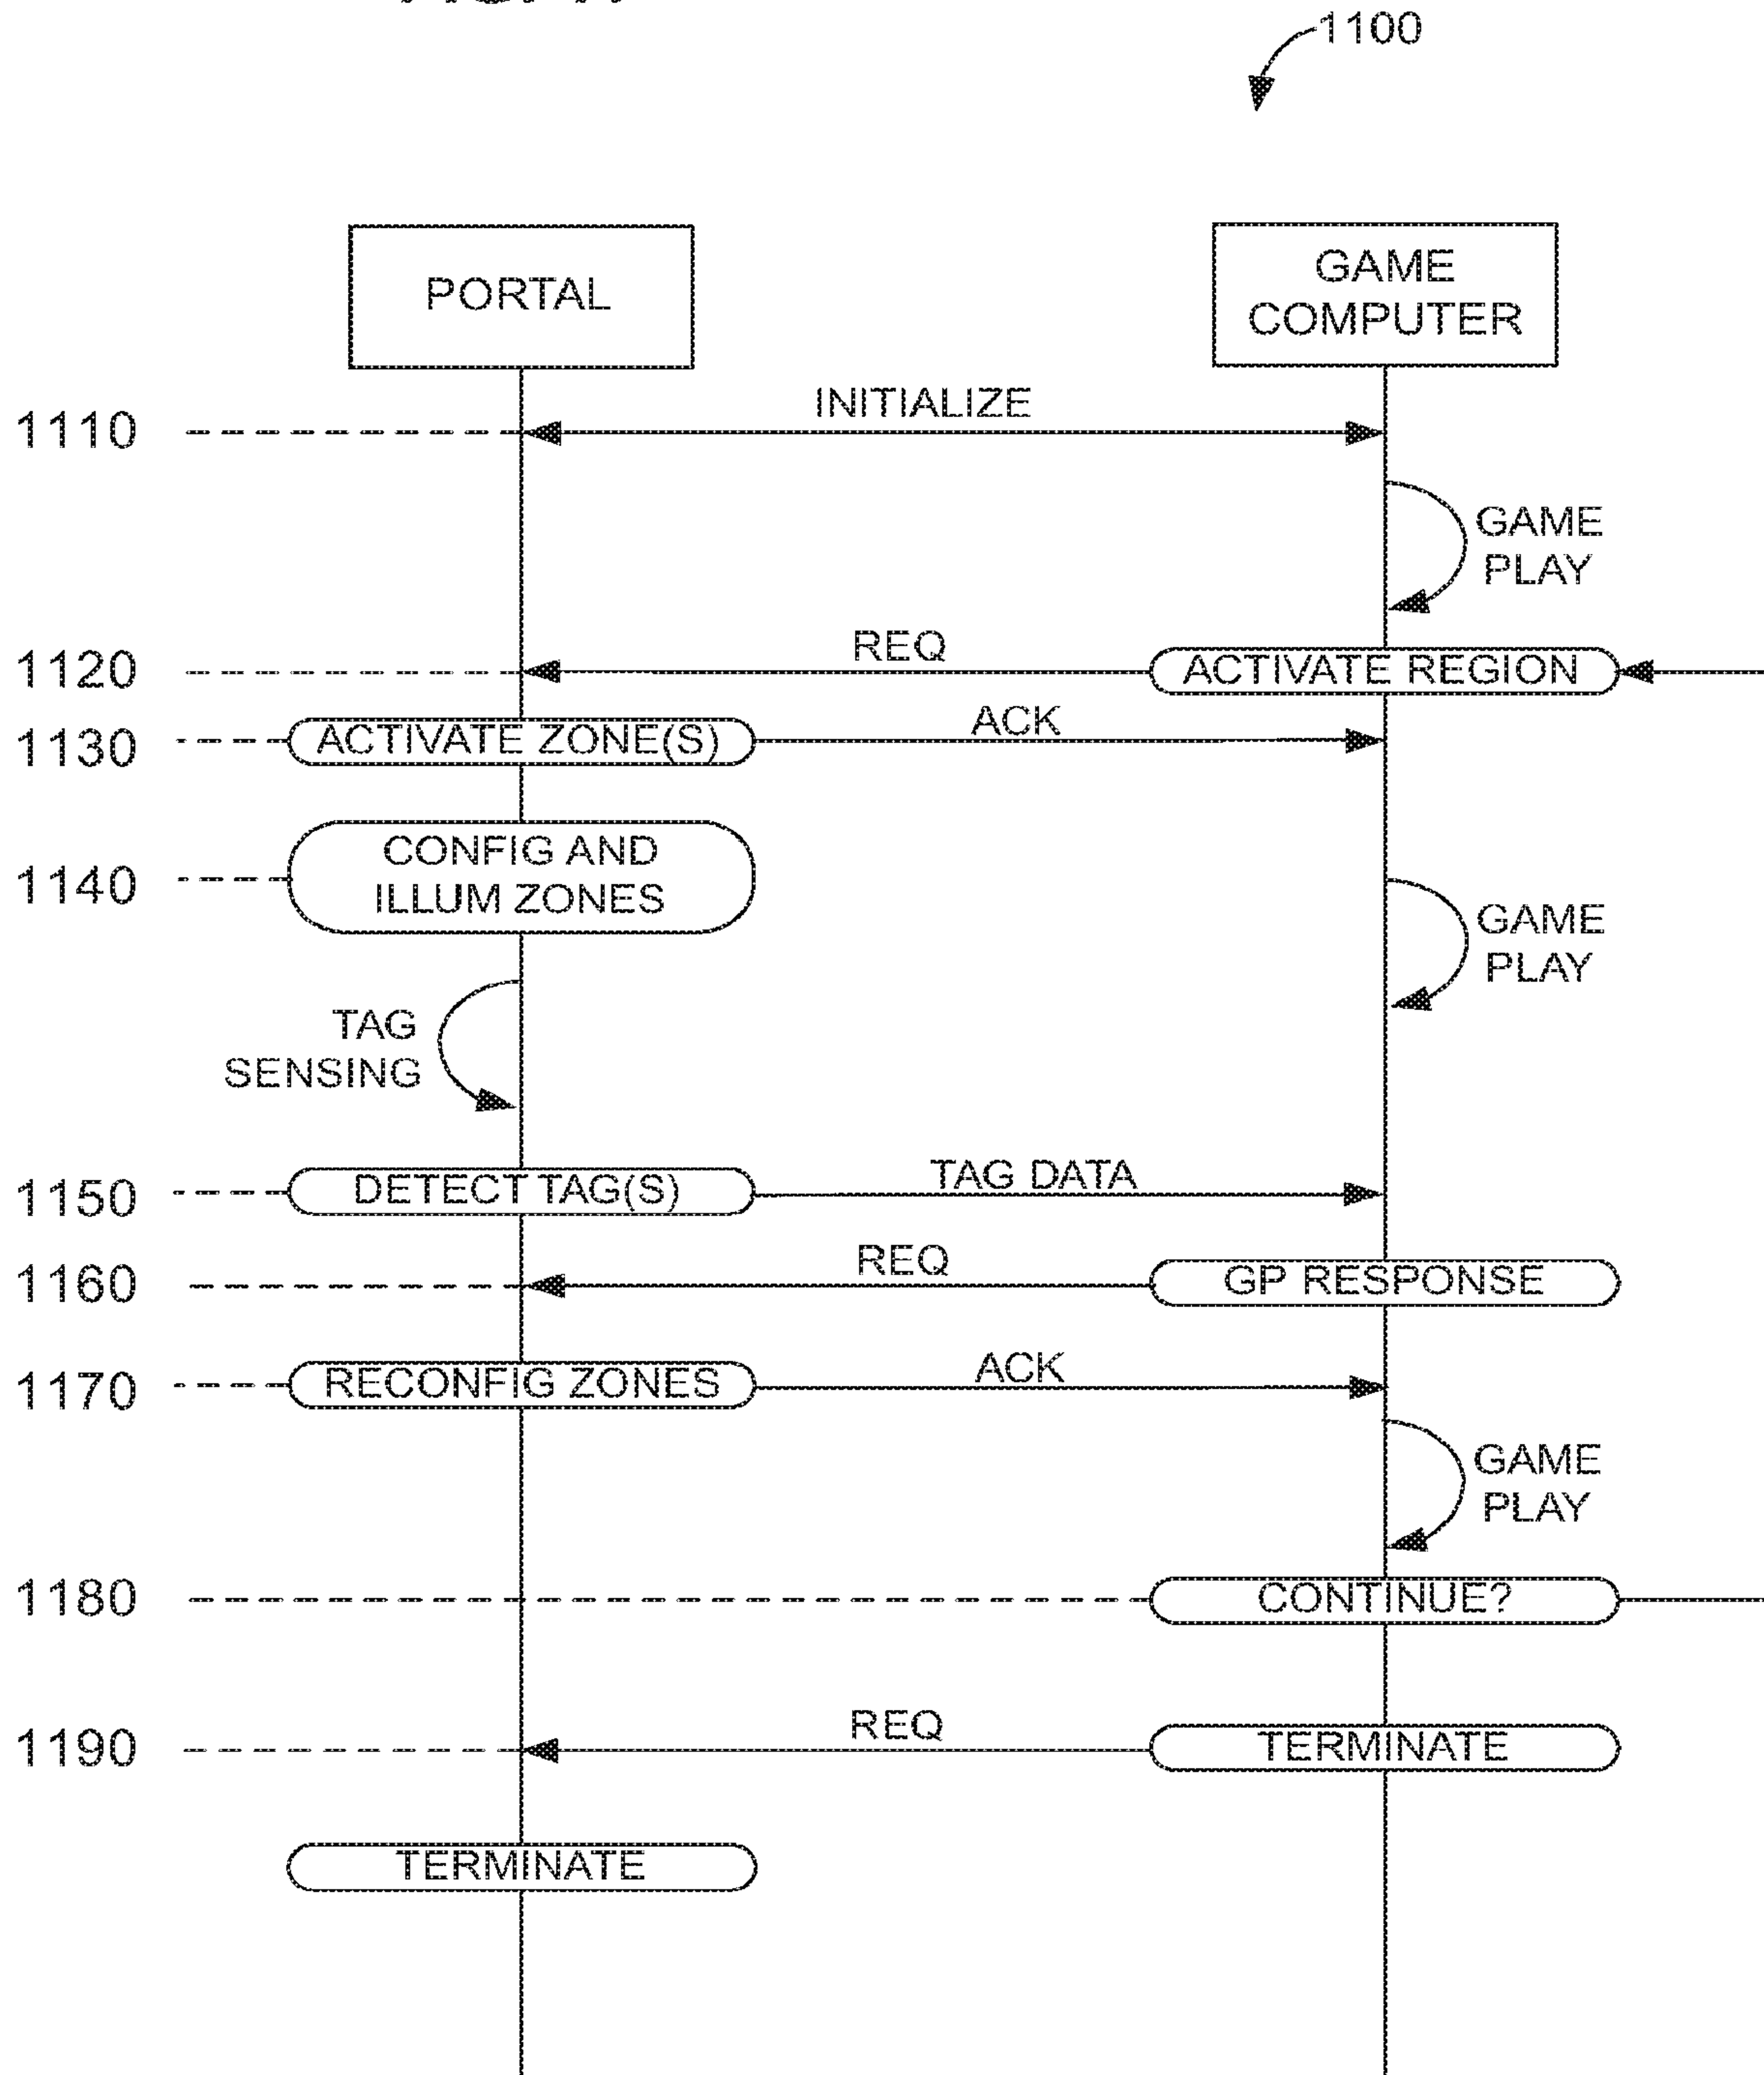 1100
PORTAL
GAME
COMPUTER
1110
INITIALIZE
GAME
PLAY
1120
REQ
ACTIVATE REGION
1130
ACTIVATE ZONE(S)
ACK
1140
CONFIG AND
ILLUM ZONES
GAME
PLAY
TAG
SENSING
1150
DETECT TAG(S)
TAG DATA
1160
REQ
GP RESPONSE
1170
RECONFIG ZONES
ACK
GAME
PLAY
1180
CONTINUE?
1190
REQ
TERMINATE
TERMINATE